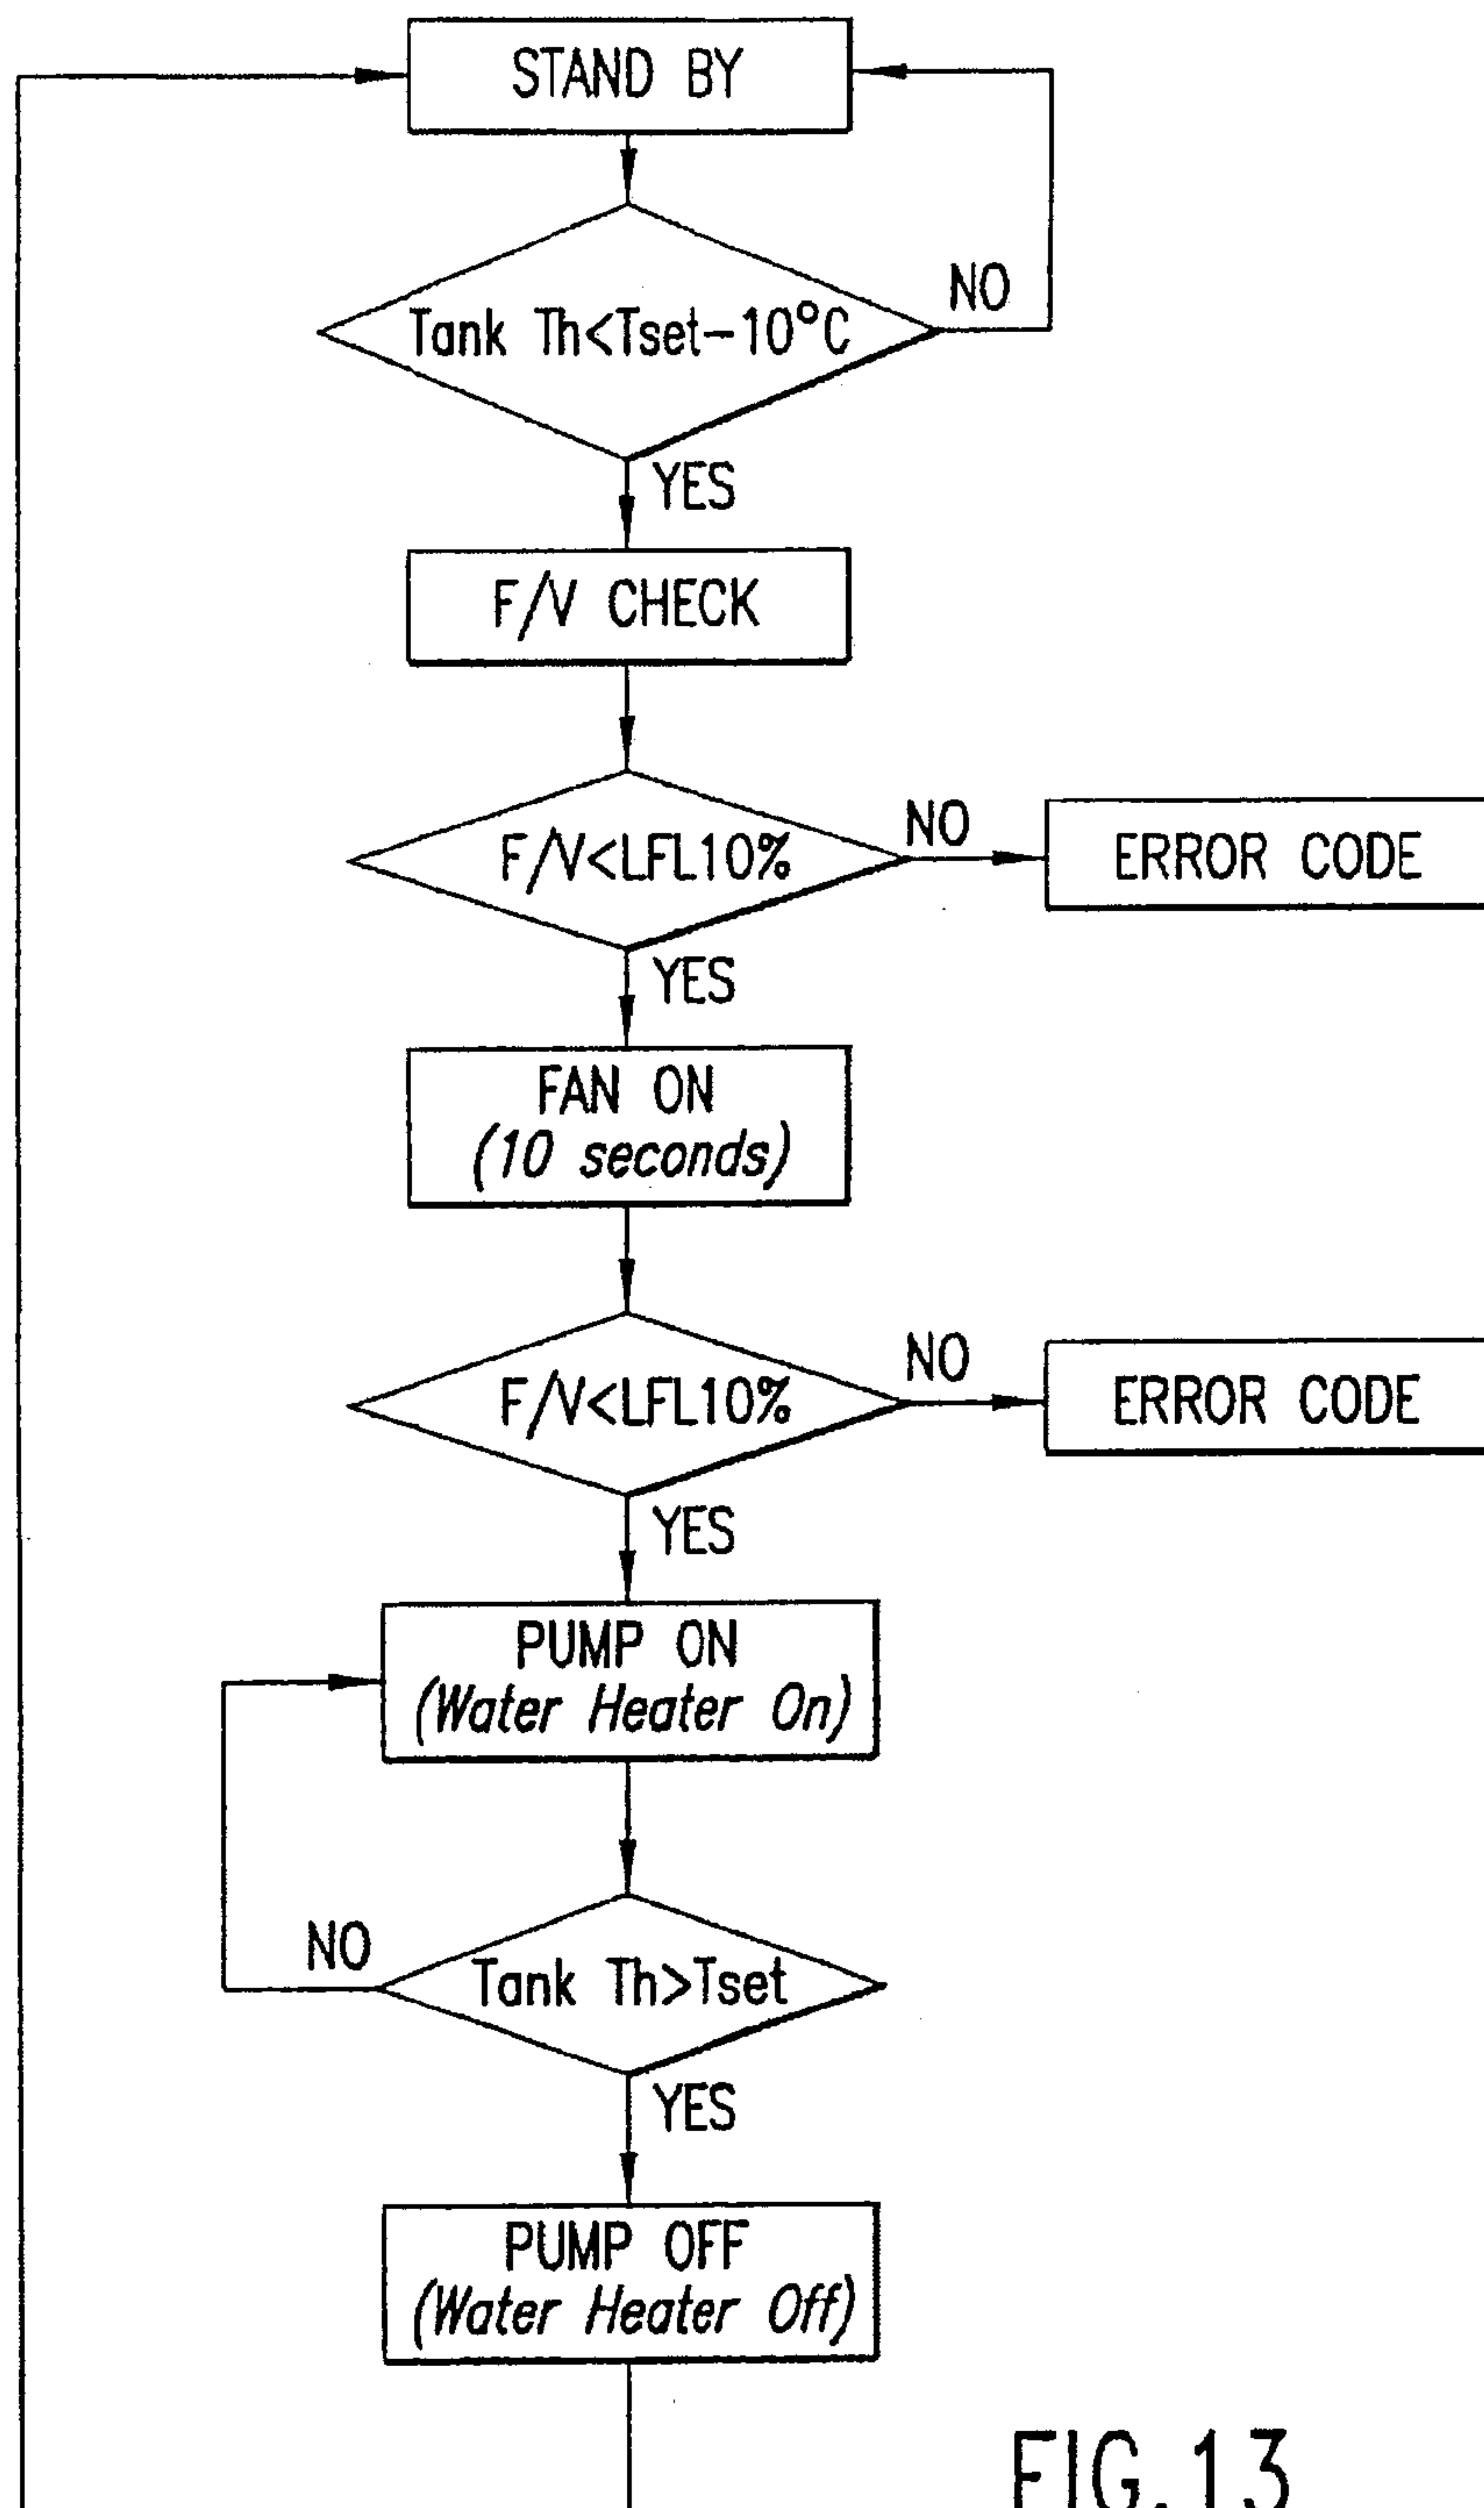 STAND BY
Tank Th<Tset-10°C
NO
YES
F/V CHECK
F/V<LFL10%
NO
ERROR CODE
YES
FAN ON
(10 seconds)
F/V<LFL10%
NO
ERROR CODE
YES
PUMP ON
(Water Heater On)
NO
Tank Th>Tset
YES
PUMP OFF
(Water Heater Off)
FIG.13